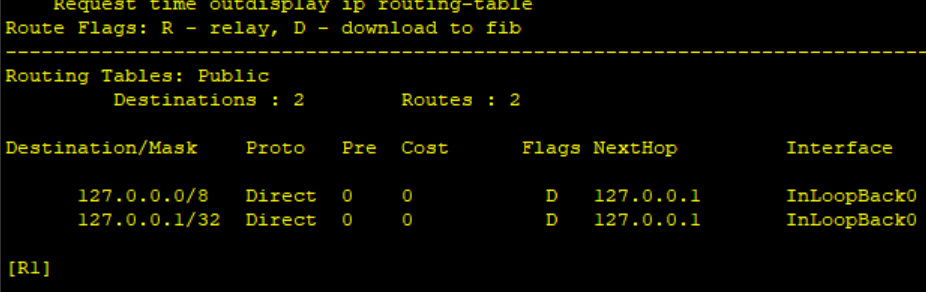 Request time outdisplay ip routing-table
Route Flags: R - relay, D - download to fib
------------------------------------------------------------------------------
Routing Tables: Public
         Destinations : 2        Routes : 2

Destination/Mask    Proto   Pre  Cost      Flags NextHop         Interface

      127.0.0.0/8   Direct  0    0           D   127.0.0.1       InLoopBack0
      127.0.0.1/32  Direct  0    0           D   127.0.0.1       InLoopBack0

[R1]